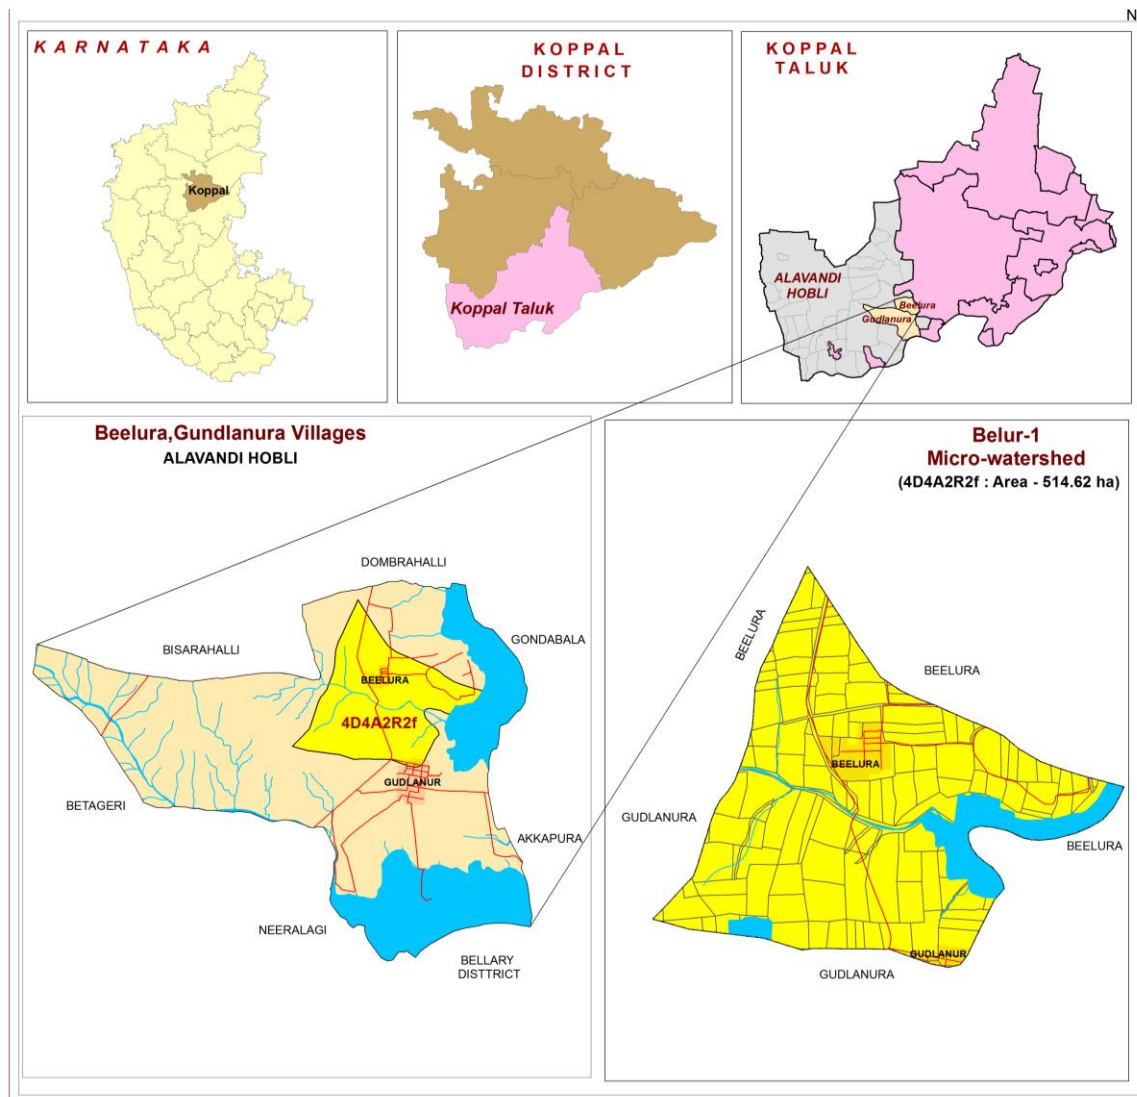 N
KARNATAKA
Koppal
KOPPAL
DISTRICT
Koppal Taluk
KOPPAL
TALUK
ALAVANDI
HOBLI
Beelura
Gudlanura
Beelura,Gundlanura Villages
ALAVANDI HOBLI
DOMBRAHALLI
GONDABALA
BISARAHALLI
BEELURA
4D4A2R2f
GUDLANUR
BETAGERI
AKKAPURA
NEERALAGI
BELLARY
DISTTRICT
Belur-1
Micro-watershed
(4D4A2R2f : Area - 514.62 ha)
BEELURA
BEELURA
BEELURA
GUDLANURA
BEELURA
GUDLANUR
GUDLANURA